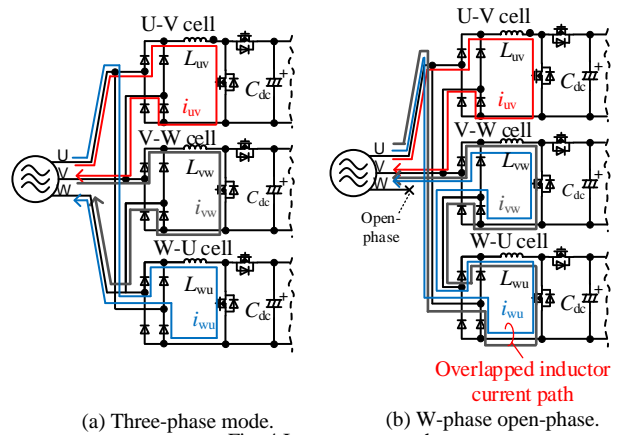 U-V cell
L_uv
C_dc
+
i_uv
U
V
W
V-W cell
L_vw
C_dc
+
i_vw
W-U cell
L_wu
C_dc
+
i_wu
(a) Three-phase mode.
U-V cell
L_uv
C_dc
+
i_uv
U
V
W
Open-
phase
V-W cell
L_vw
C_dc
+
i_vw
W-U cell
L_wu
C_dc
+
i_wu
Overlapped inductor
current path
(b) W-phase open-phase.